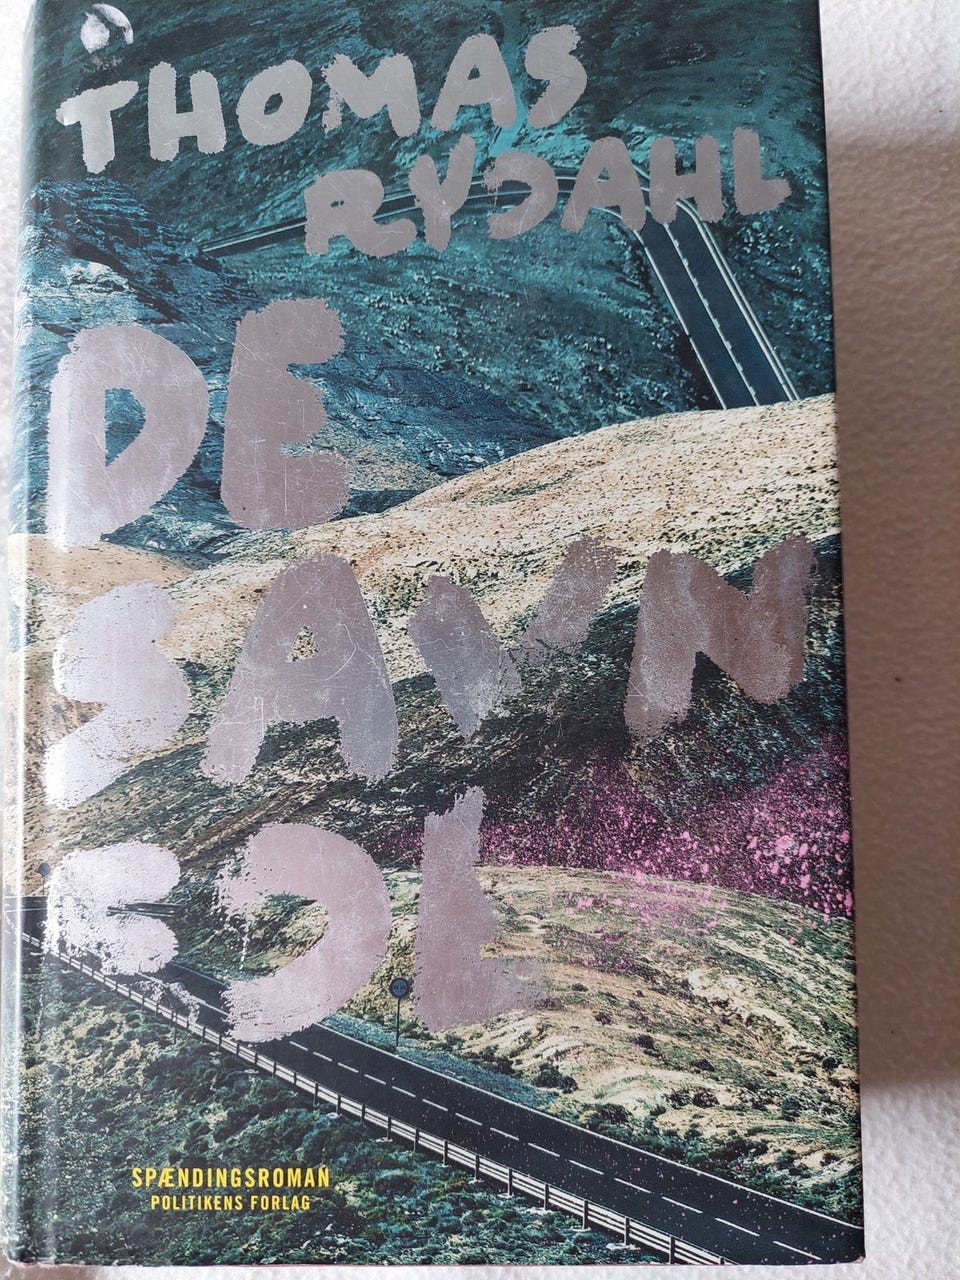 THOMAS
RYDAHL
DE
SAVN
EDE
SPÆNDINGSROMAN
POLITIKENS FORLAG